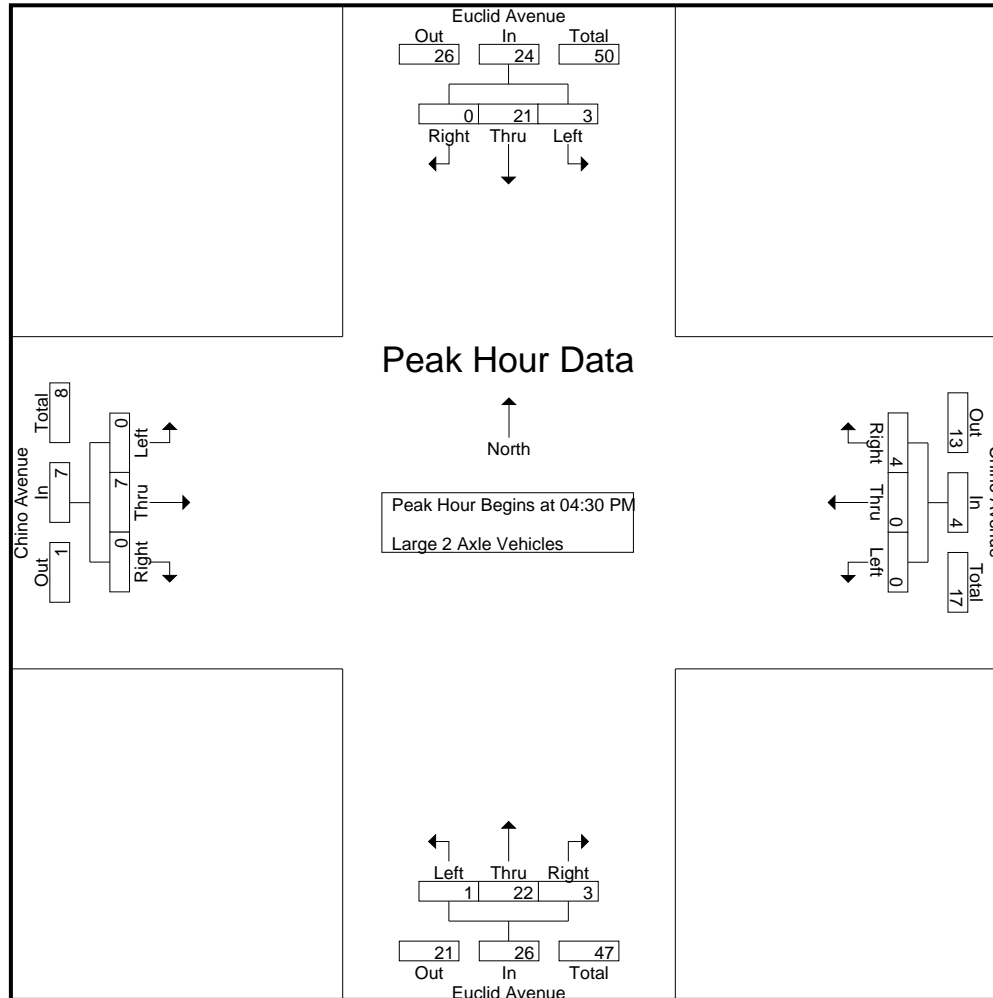 Euclid Avenue
Out In Total
26 24 50
0 21 3
Right Thru Left
Peak Hour Data
North
Peak Hour Begins at 04:30 PM
Large 2 Axle Vehicles
Chino Avenue
Total In Out
8 7 1
0 7 0
Left Thru Right
Right Thru Left
4 0 0
13 4 17
Out In Total
Chino Avenue
Left Thru Right
1 22 3
21 26 47
Out In Total
Euclid Avenue